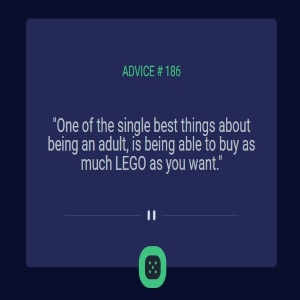 ADVICE # 186
"One of the single best things about
being an adult, is being able to buy as
much LEGO as you want."